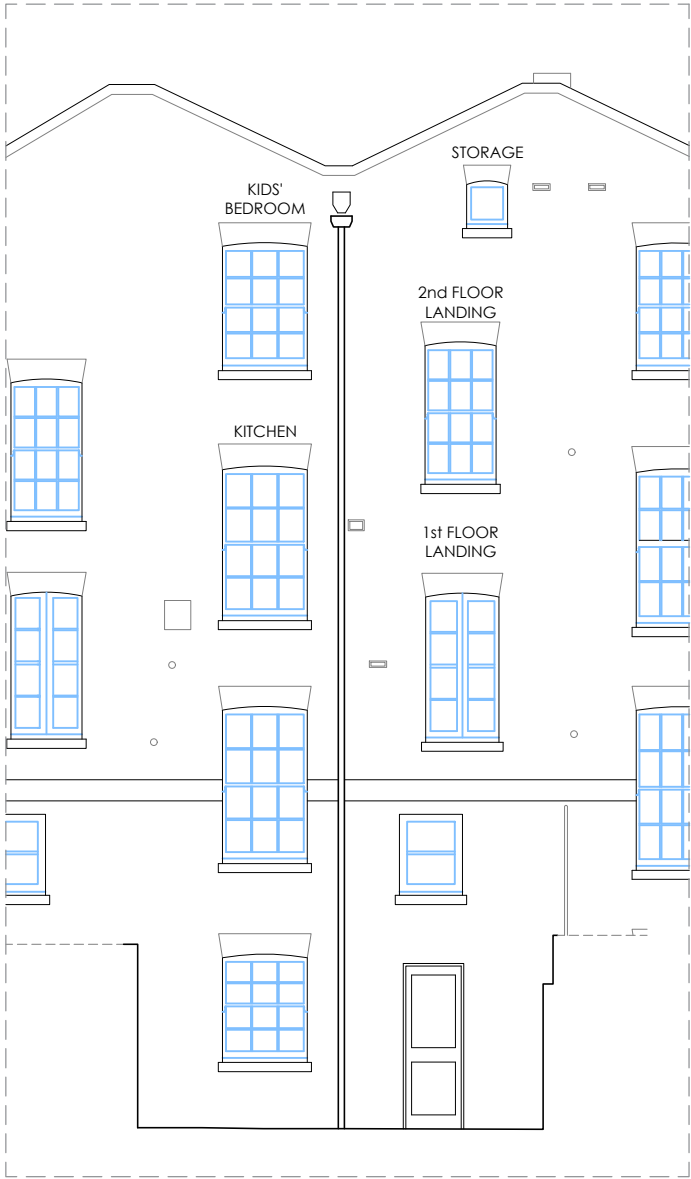 STORAGE
KIDS'
BEDROOM
2nd FLOOR
LANDING
KITCHEN
1st FLOOR
LANDING